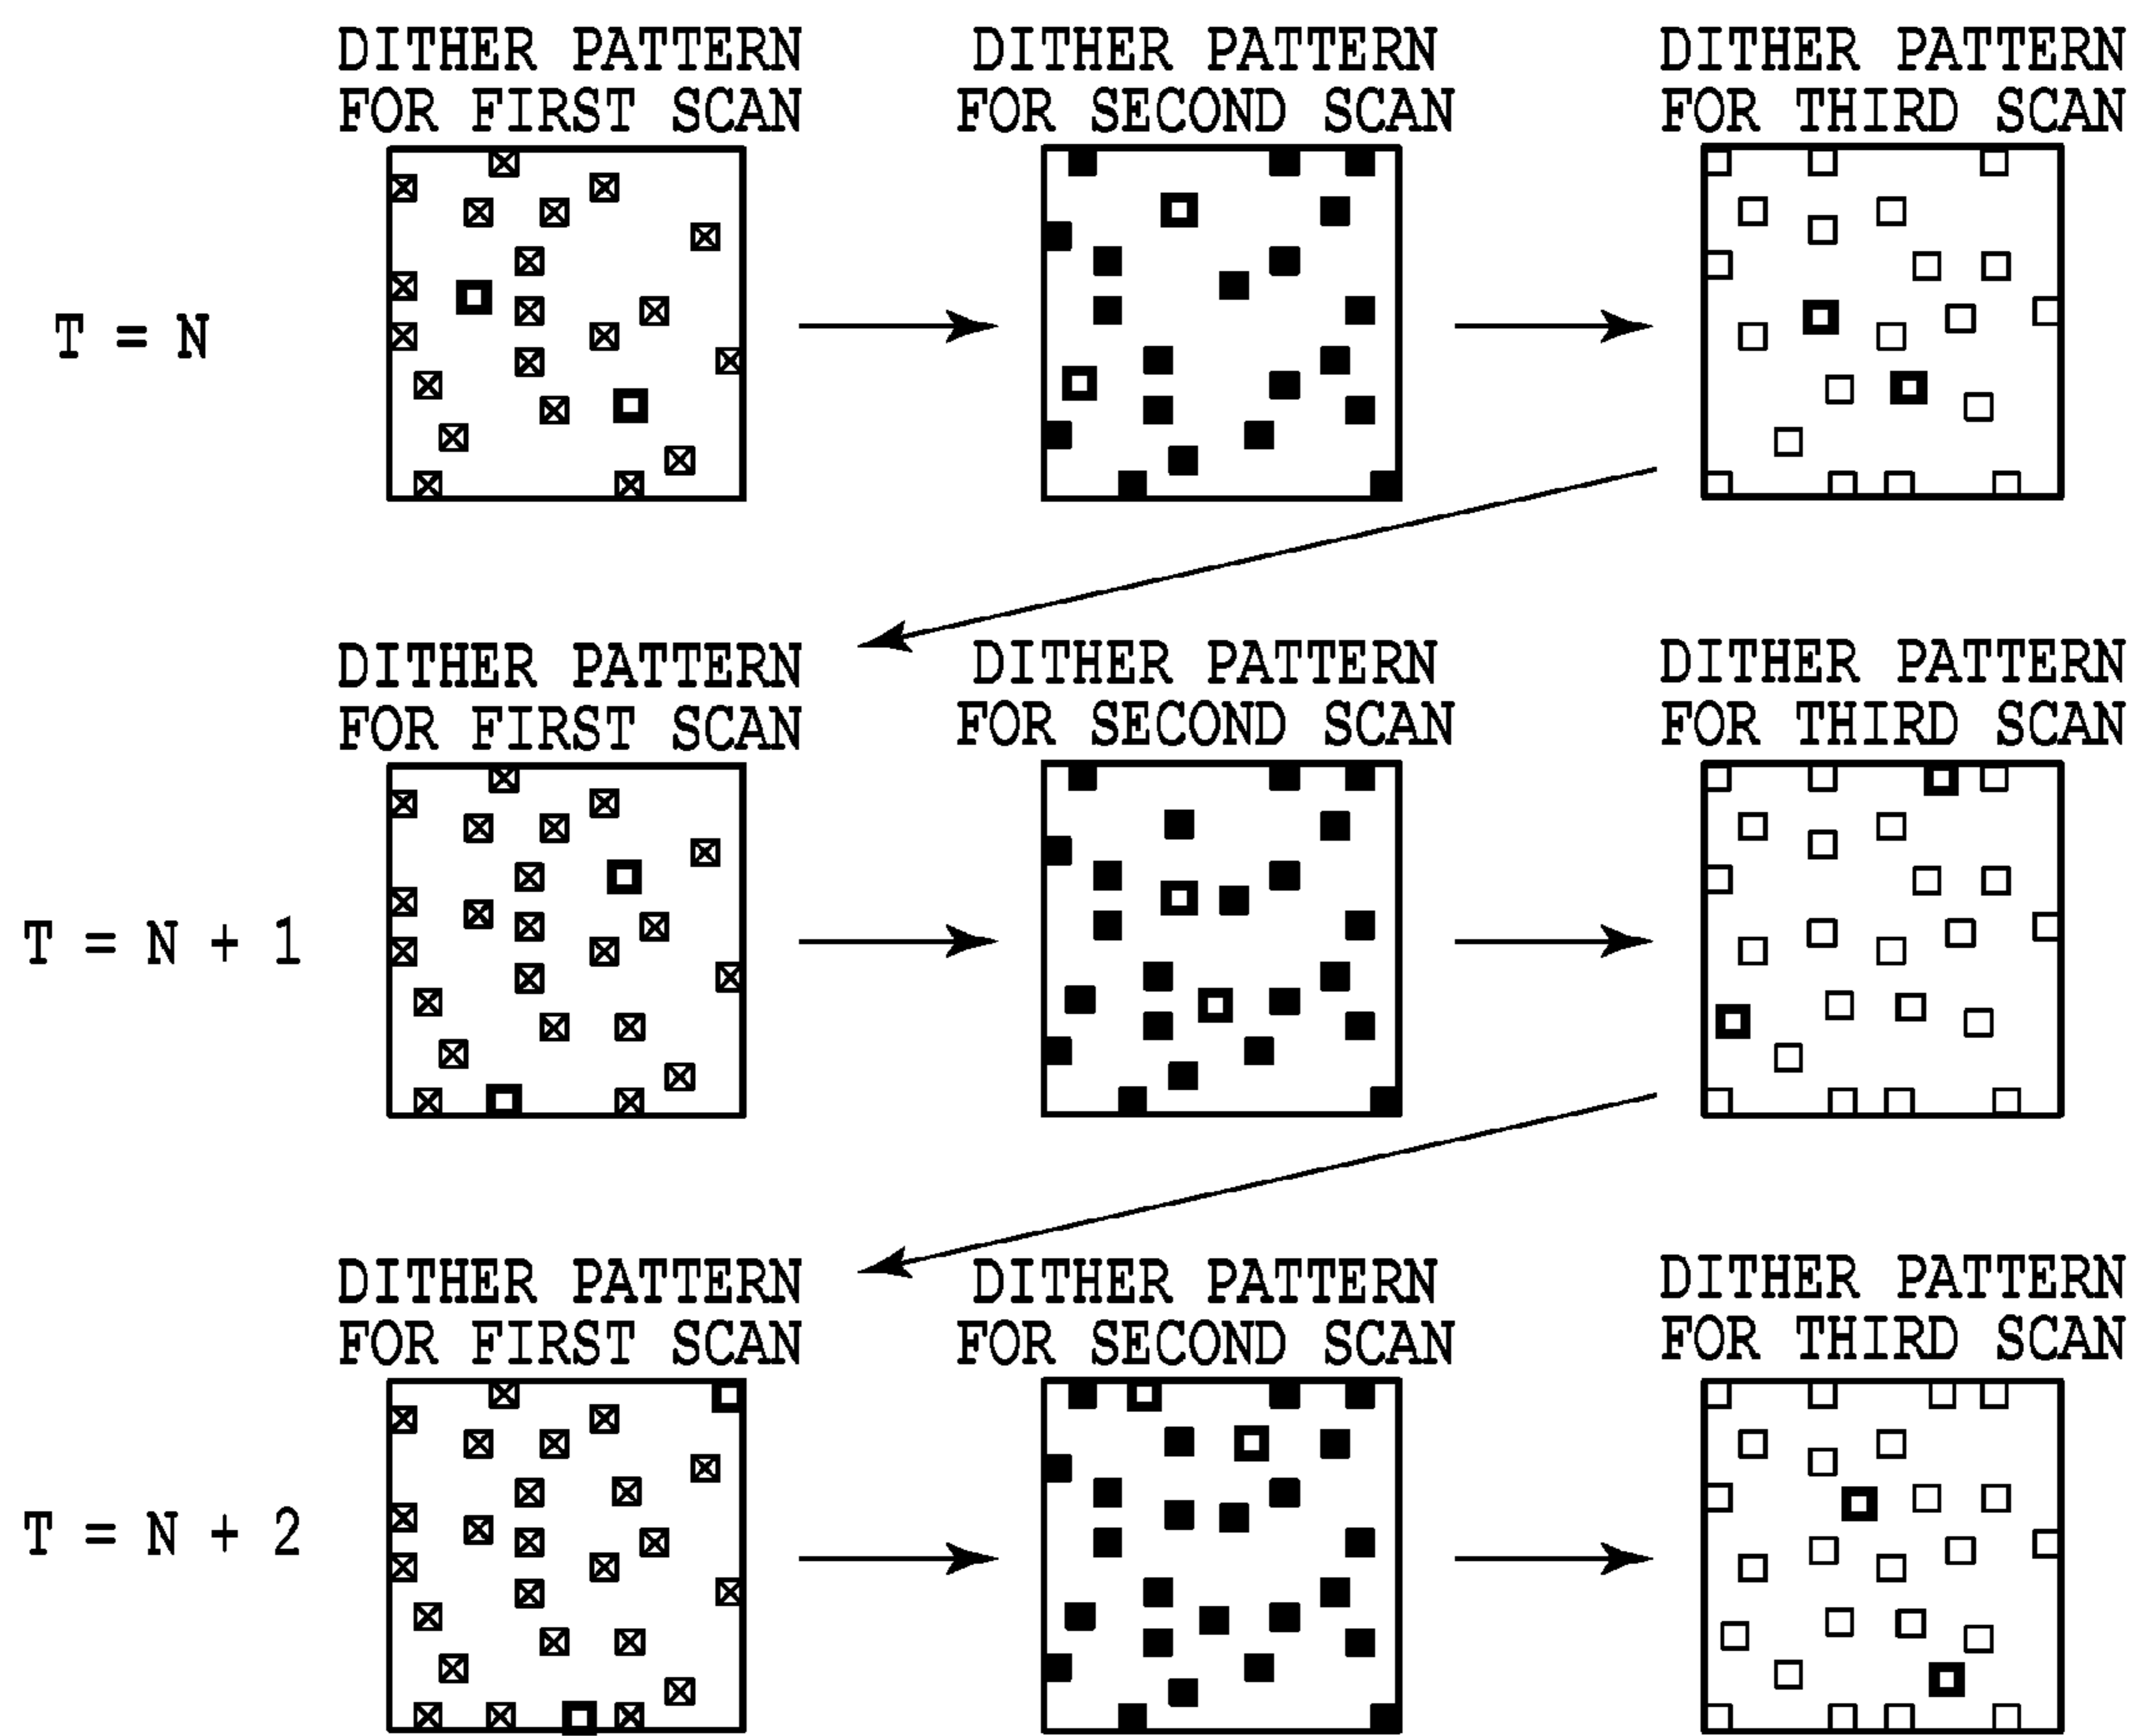 DITHER PATTERN
FOR FIRST SCAN
DITHER PATTERN
FOR SECOND SCAN
DITHER PATTERN
FOR THIRD SCAN
T = N
DITHER PATTERN
FOR FIRST SCAN
DITHER PATTERN
FOR SECOND SCAN
DITHER PATTERN
FOR THIRD SCAN
T = N + 1
DITHER PATTERN
FOR FIRST SCAN
DITHER PATTERN
FOR SECOND SCAN
DITHER PATTERN
FOR THIRD SCAN
T = N + 2